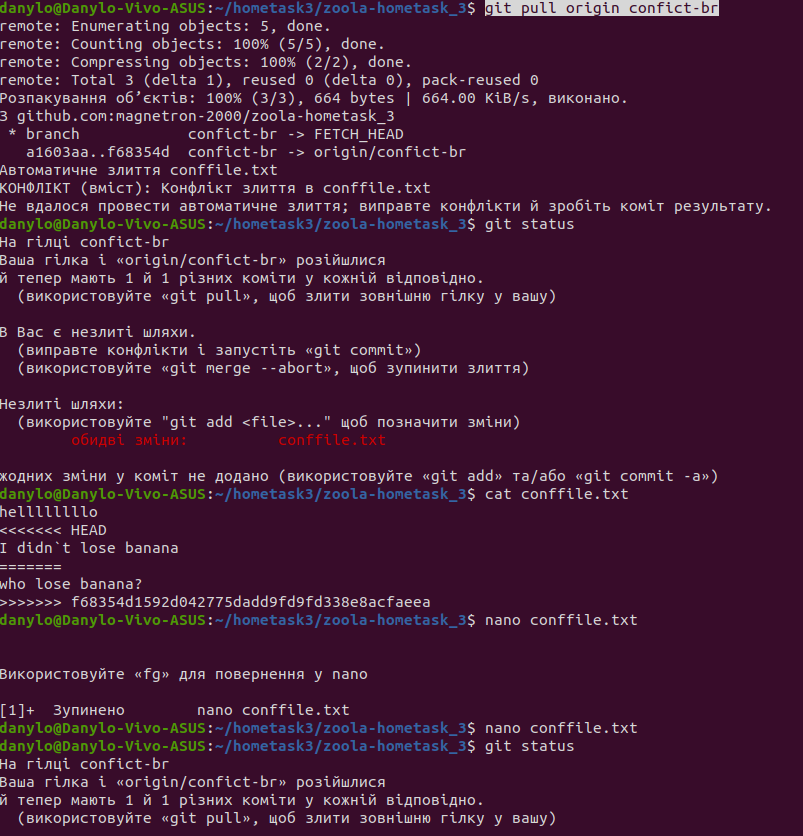 danylo@Danylo-Vivo-ASUS:~/hometask3/zoola-hometask_3$ git pull origin confict-br
remote: Enumerating objects: 5, done.
remote: Counting objects: 100% (5/5), done.
remote: Compressing objects: 100% (2/2), done.
remote: Total 3 (delta 1), reused 0 (delta 0), pack-reused 0
Розпакування об’єктів: 100% (3/3), 664 bytes | 664.00 KiB/s, виконано.
З github.com:magnetron-2000/zoola-hometask_3
 * branch            confict-br -> FETCH_HEAD
   a1603aa..f68354d  confict-br -> origin/confict-br
Автоматичне злиття conffile.txt
КОНФЛІКТ (вміст): Конфлікт злиття в conffile.txt
Не вдалося провести автоматичне злиття; виправте конфлікти й зробіть коміт результату.
danylo@Danylo-Vivo-ASUS:~/hometask3/zoola-hometask_3$ git status
На гілці confict-br
Ваша гілка і «origin/confict-br» розійшлися
й тепер мають 1 й 1 різних коміти у кожній відповідно.
  (використовуйте «git pull», щоб злити зовнішню гілку у вашу)

В Вас є незлиті шляхи.
  (виправте конфлікти і запустіть «git commit»)
  (використовуйте «git merge --abort», щоб зупинити злиття)

Незлиті шляхи:
  (використовуйте "git add <file>..." щоб позначити зміни)
        обидві зміни:          conffile.txt

жодних зміни у коміт не додано (використовуйте «git add» та/або «git commit -a»)
danylo@Danylo-Vivo-ASUS:~/hometask3/zoola-hometask_3$ cat conffile.txt
helllllllllo
<<<<<<< HEAD
I didn`t lose banana
=======
who lose banana?
>>>>>>> f68354d1592d042775dadd9fd9fd338e8acfaeea
danylo@Danylo-Vivo-ASUS:~/hometask3/zoola-hometask_3$ nano conffile.txt


Використовуйте «fg» для повернення у nano

[1]+  Зупинено        nano conffile.txt
danylo@Danylo-Vivo-ASUS:~/hometask3/zoola-hometask_3$ nano conffile.txt
danylo@Danylo-Vivo-ASUS:~/hometask3/zoola-hometask_3$ git status
На гілці confict-br
Ваша гілка і «origin/confict-br» розійшлися
й тепер мають 1 й 1 різних коміти у кожній відповідно.
  (використовуйте «git pull», щоб злити зовнішню гілку у вашу)